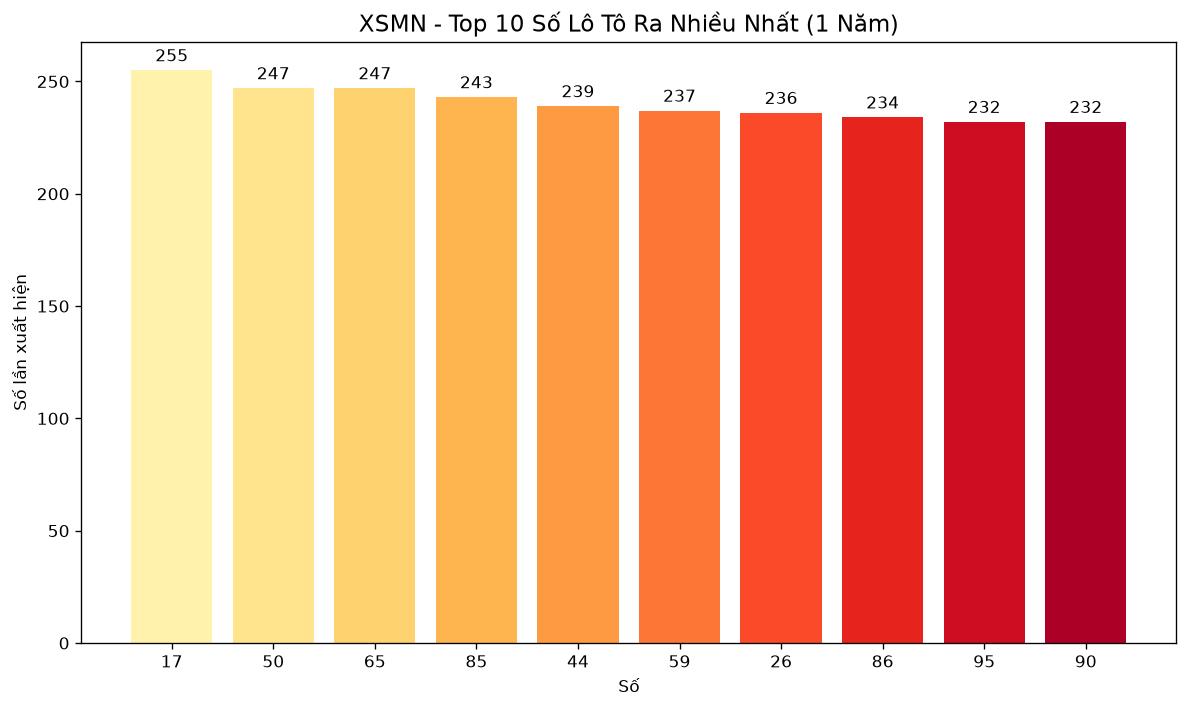 XSMN - Top 10 Số Lô Tô Ra Nhiều Nhất (1 Năm)
255 247 247 243 239 237 236 234 232 232
250
200
150
100
50
0
Số lần xuất hiện
17 50 65 85 44 59 26 86 95 90
Số